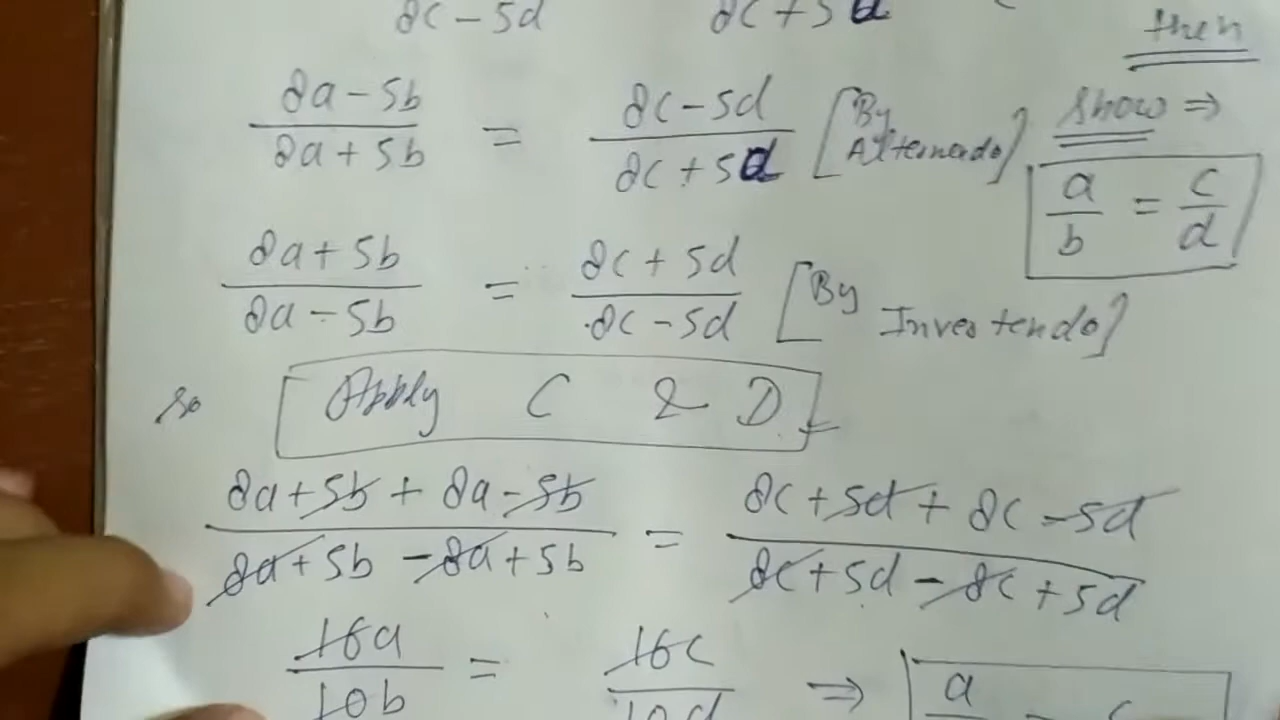 8c - 5d 8c + 5d
then
8a - 5b / 8a + 5b = 8c - 5d / 8c + 5d [By Alternendo]
Show ⇒
a / b = c / d
8a + 5b / 8a - 5b = 8c + 5d / 8c - 5d [By Invertendo]
so Apply C & D
8a + 5b + 8a - 5b / 8a + 5b - 8a + 5b = 8c + 5d + 8c - 5d / 8c + 5d - 8c + 5d
16a / 10b = 16c / 10d ⇒ a = c